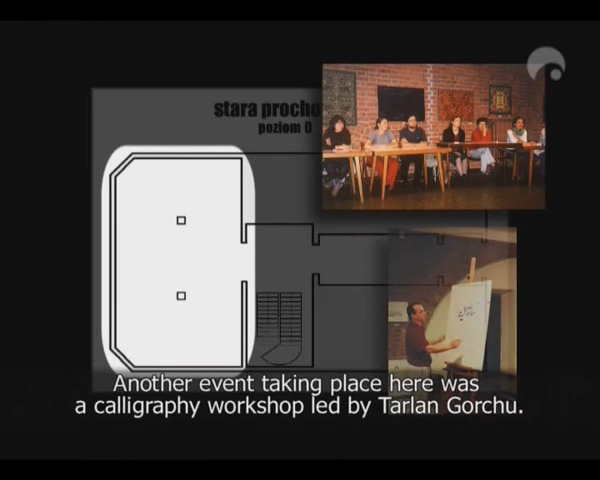 stara procho
poziom 0
Another event taking place here was
a calligraphy workshop led by Tarlan Gorchu.